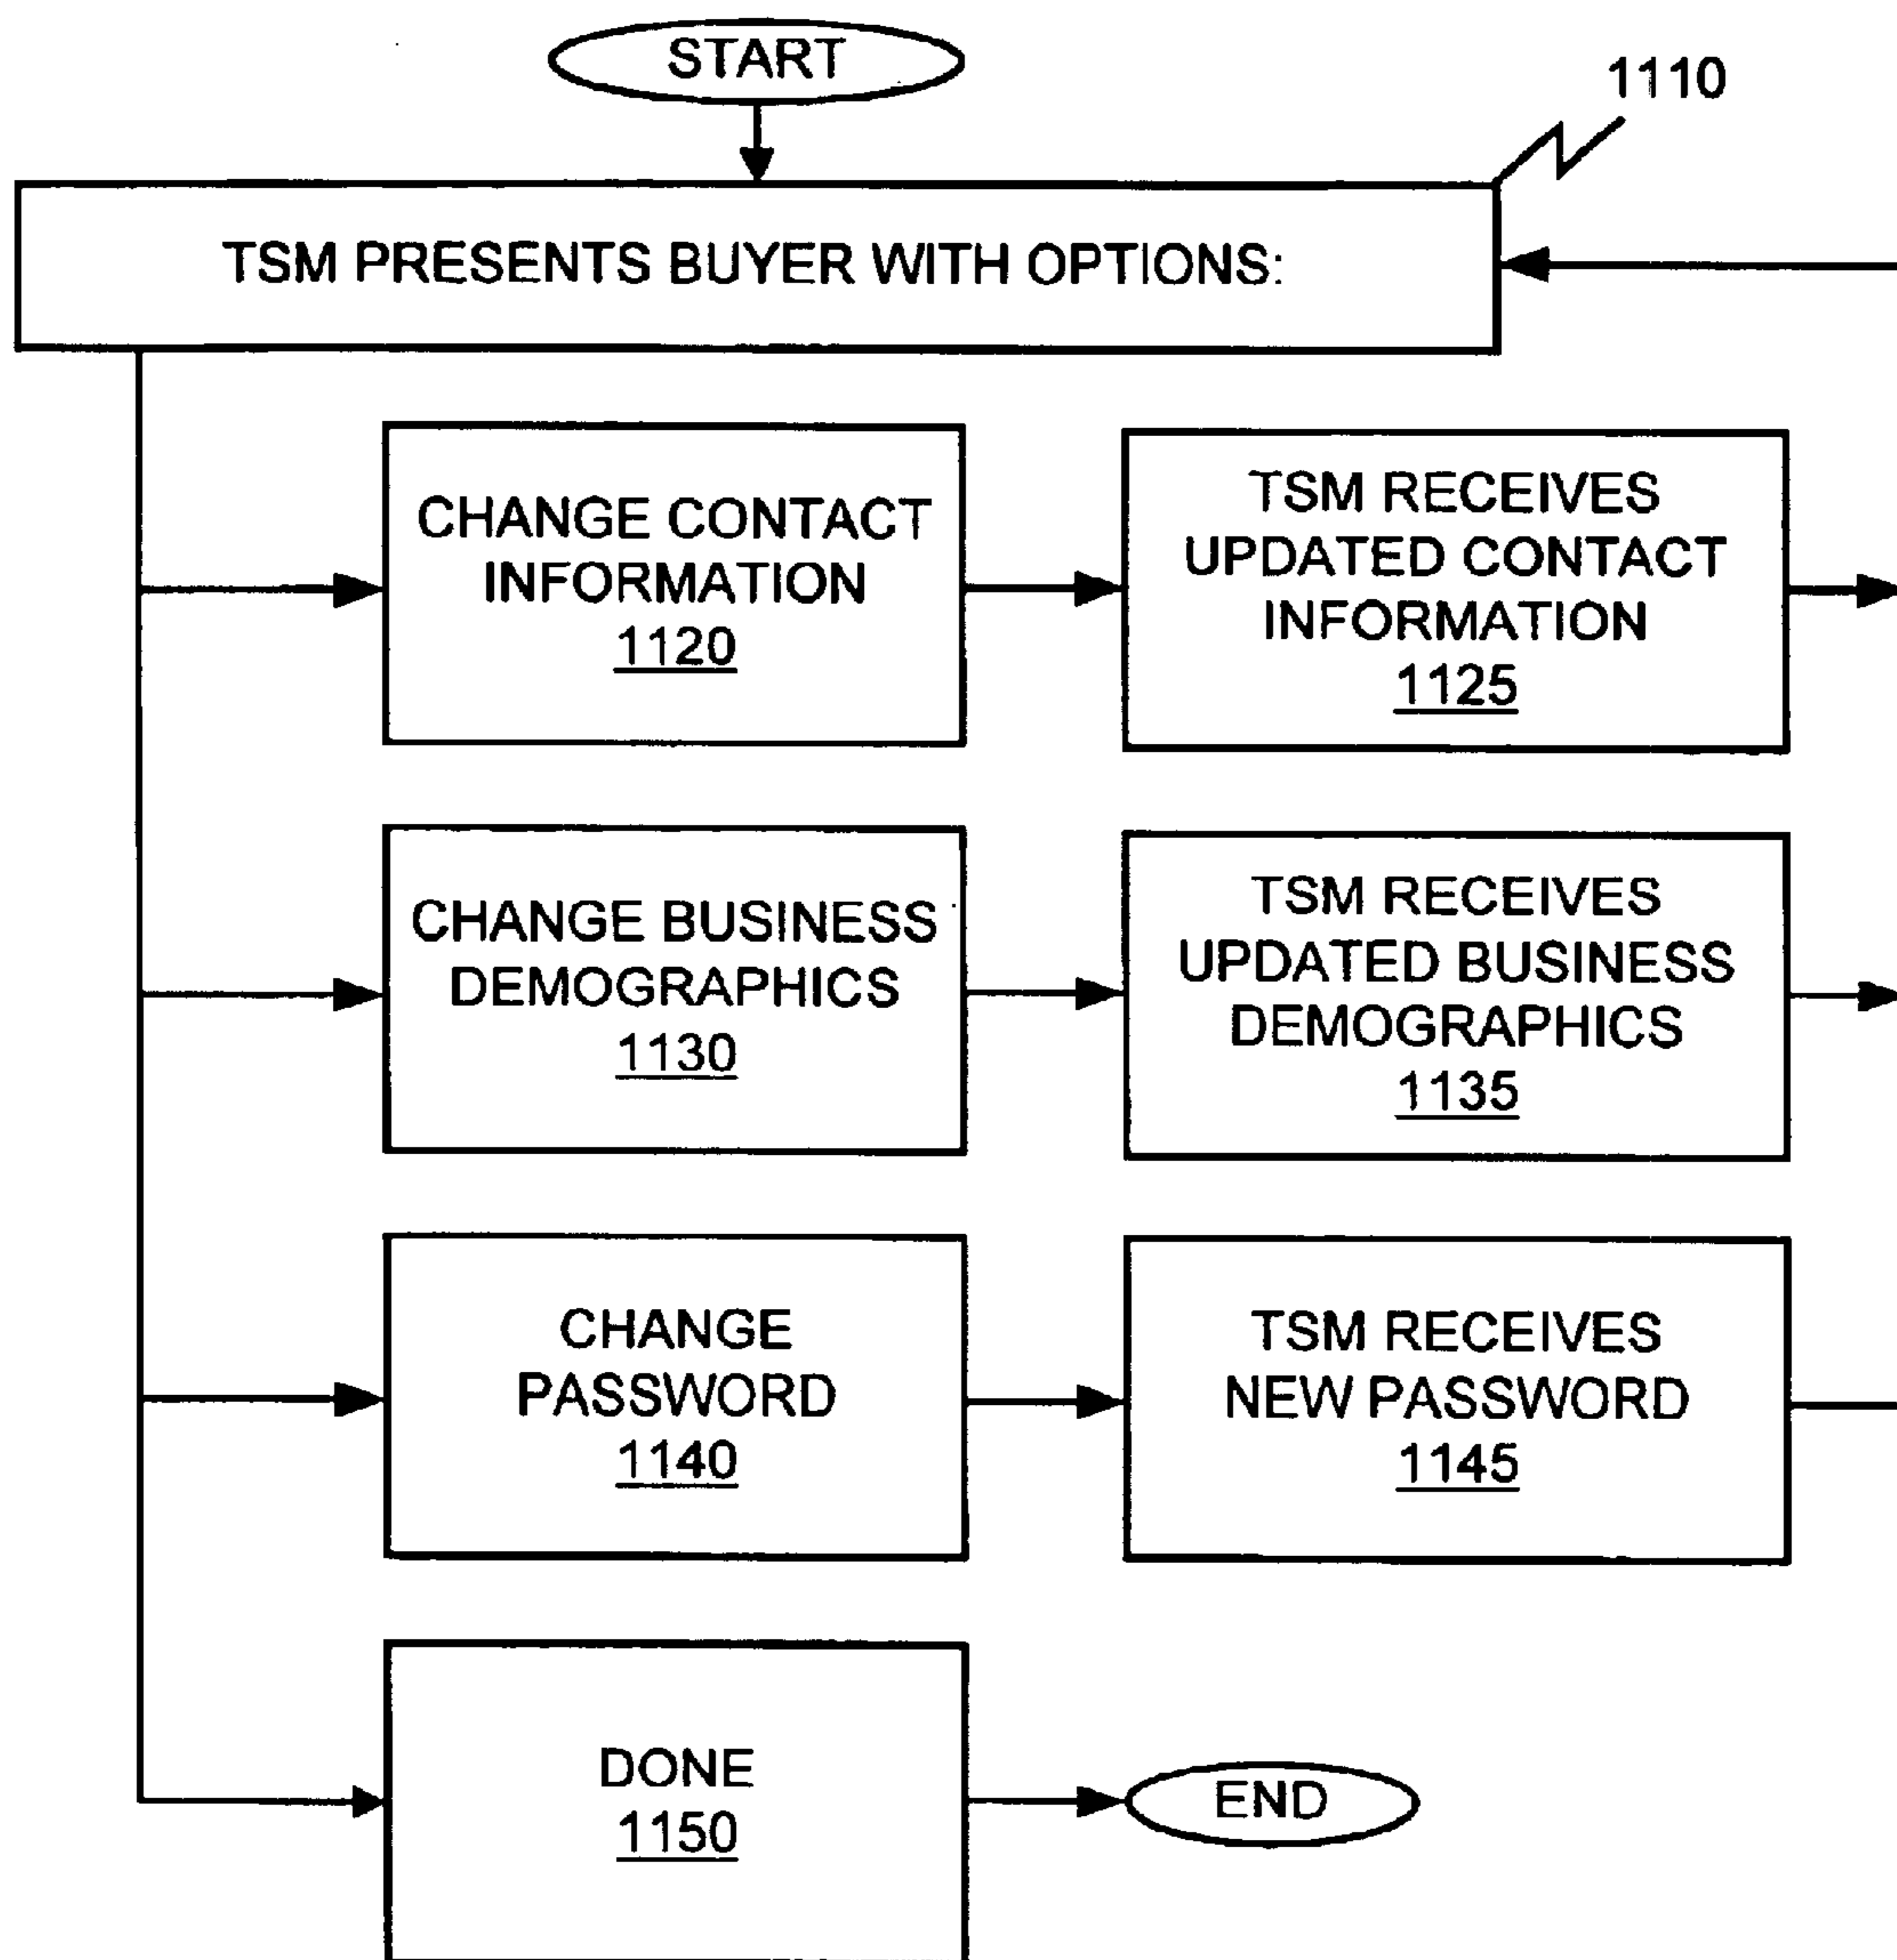 START
1110
TSM PRESENTS BUYER WITH OPTIONS:
CHANGE CONTACT
INFORMATION
1120
TSM RECEIVES
UPDATED CONTACT
INFORMATION
1125
CHANGE BUSINESS
DEMOGRAPHICS
1130
TSM RECEIVES
UPDATED BUSINESS
DEMOGRAPHICS
1135
CHANGE
PASSWORD
1140
TSM RECEIVES
NEW PASSWORD
1145
DONE
1150
END